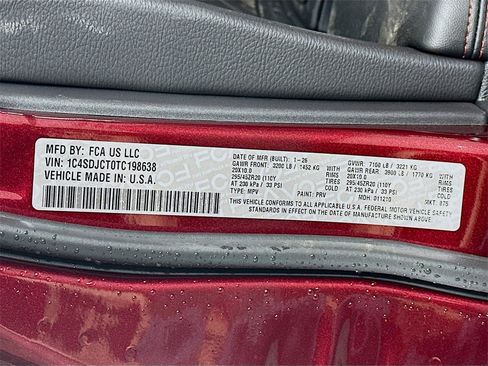 MFD BY: FCA US LLC
VIN: 1C4SDJCT0TC198638
VEHICLE MADE IN: U.S.A.
DATE OF MFR (BUILT): 1-26 GVWR: 7100 LB / 3221 KG
GAWR FRONT: 3200 LB / 1452 KG WITH GAWR REAR: 3900 LB / 1770 KG WITH
20X10.0 RIMS 20X10.0 RIMS
295/45ZR20 (110Y TIRES 295/45ZR20 (110Y TIRES
AT 230 kPa / 33 PSI COLD AT 230 kPa / 33 PSI COLD
TYPE: MPV PAINT: PRV MDH: 011210 MKT: 875
THIS VEHICLE CONFORMS TO ALL APPLICABLE U.S.A. FEDERAL MOTOR VEHICLE SAFETY
STANDARDS IN EFFECT ON THE DATE OF MANUFACTURE SHOWN ABOVE